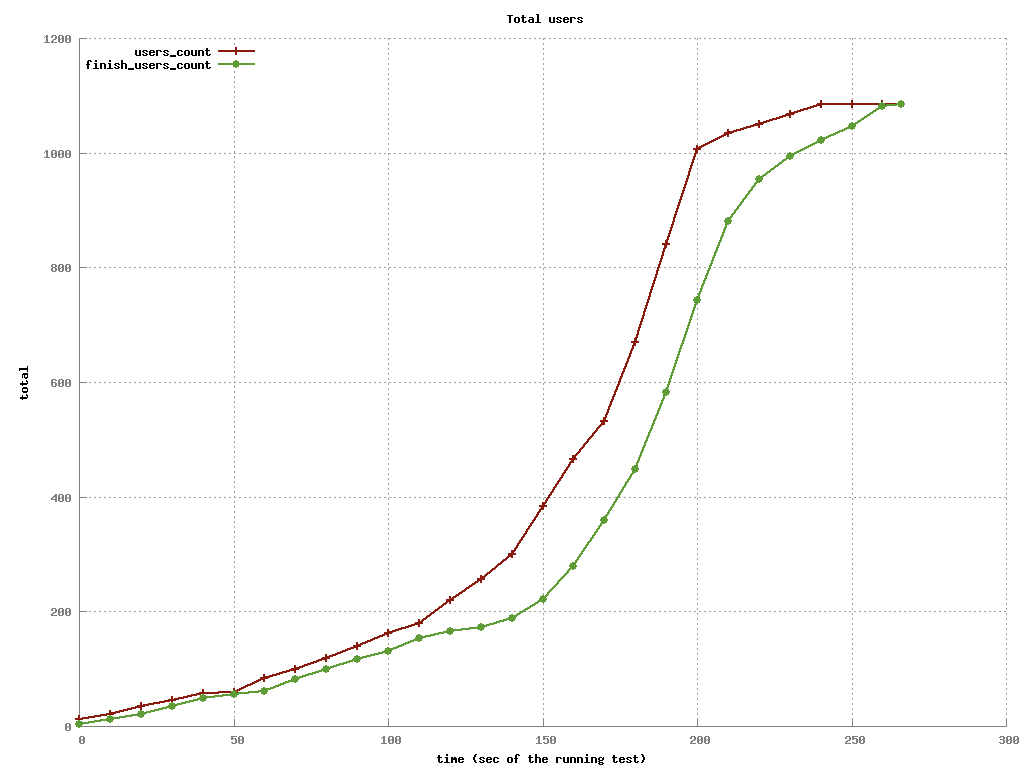 Total users
1200
users_count
finish_users_count
1000
800
600
total
400
200
0
0 50 100 150 200 250 300
time (sec of the running test)